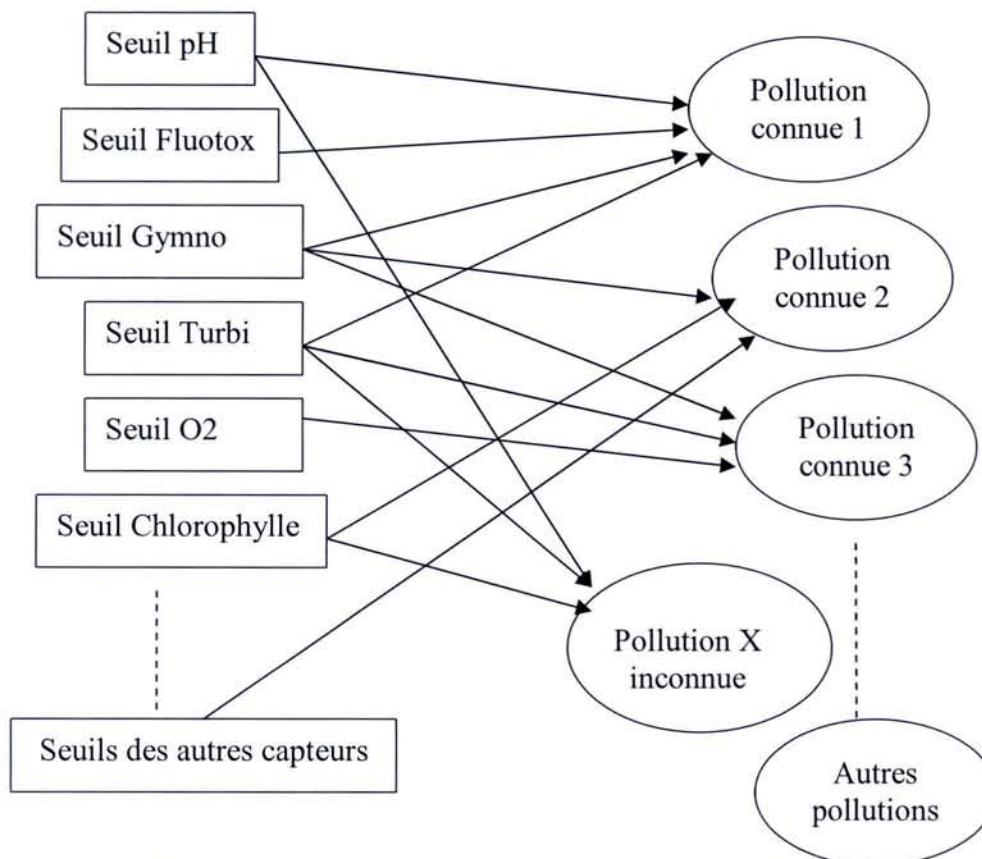 Seuil pH
Seuil Fluotox
Seuil Gymno
Seuil Turbi
Seuil O2
Seuil Chlorophylle
Seuils des autres capteurs
Pollution
connue 1
Pollution
connue 2
Pollution
connue 3
Pollution X
inconnue
Autres
pollutions